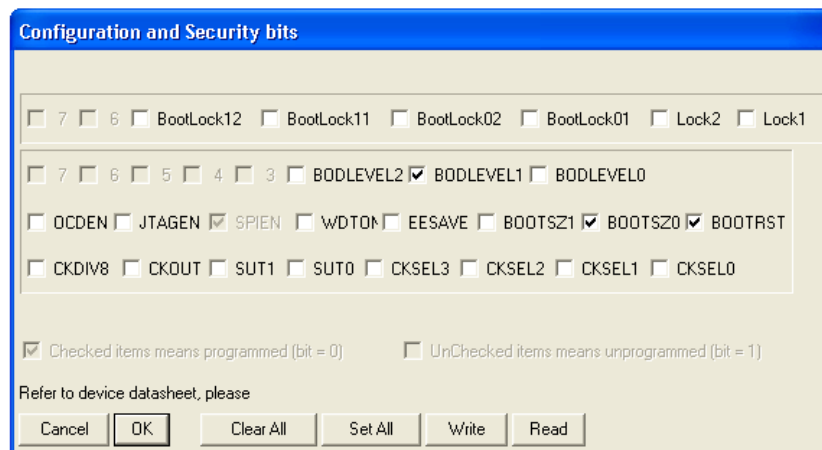 Configuration and Security bits
7 6 BootLock12 BootLock11 BootLock02 BootLock01 Lock2 Lock1
7 6 5 4 3 BODLEVEL2 BODLEVEL1 BODLEVEL0
OCDEN JTAGEN SPIEN WDTON EESAVE BOOTSZ1 BOOTSZ0 BOOTRST
CKDIV8 CKOUT SUT1 SUT0 CKSEL3 CKSEL2 CKSEL1 CKSEL0
Checked items means programmed (bit = 0) UnChecked items means unprogrammed (bit = 1)
Refer to device datasheet, please
Cancel OK Clear All Set All Write Read